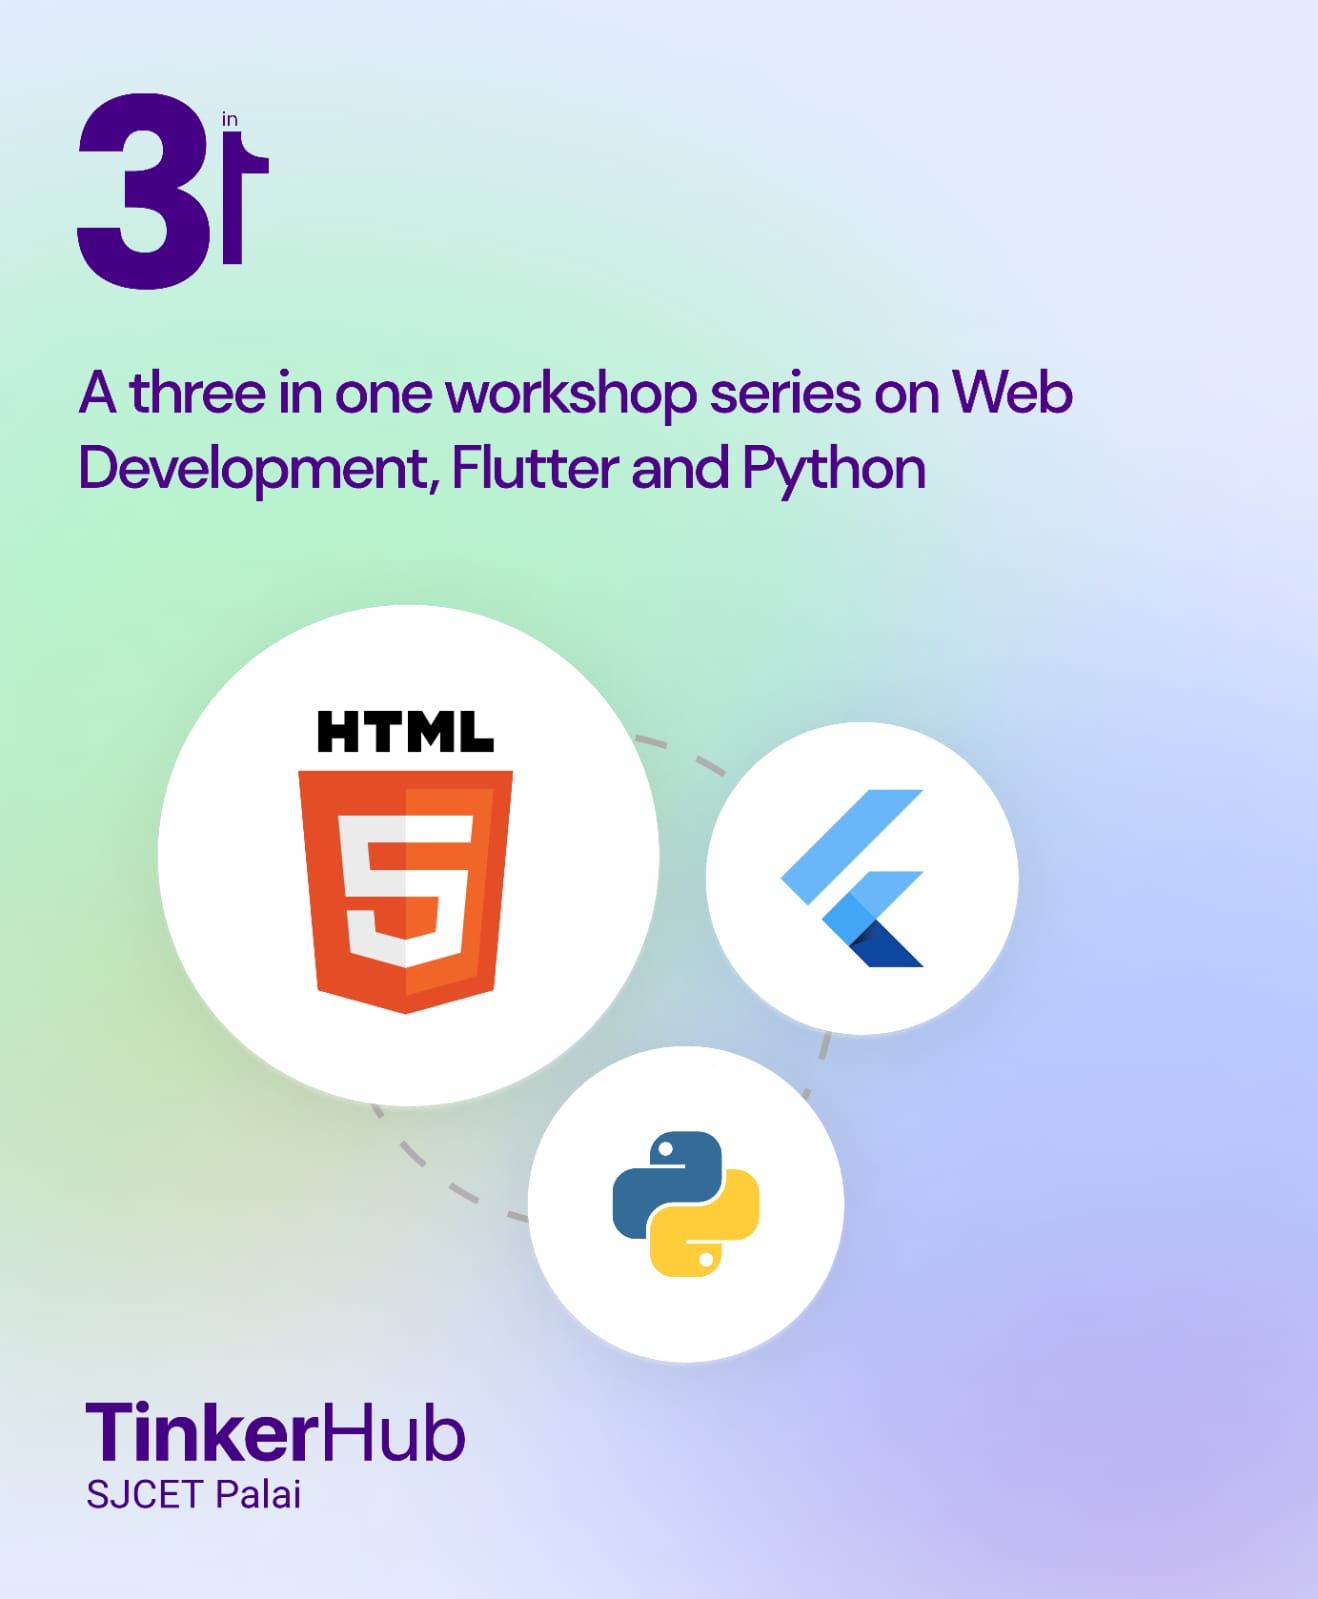 3 in 1
A three in one workshop series on Web
Development, Flutter and Python
HTML
5
TinkerHub
SJCET Palai